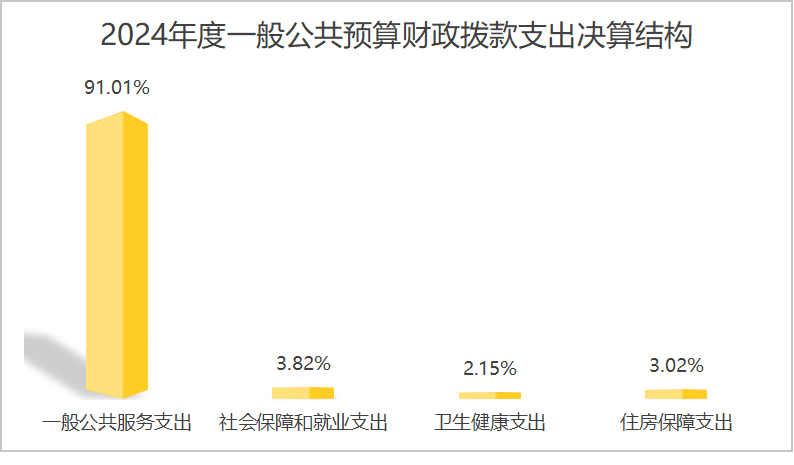 2024年度一般公共预算财政拨款支出决算结构
91.01%
3.82%
2.15%
3.02%
一般公共服务支出
社会保障和就业支出
卫生健康支出
住房保障支出